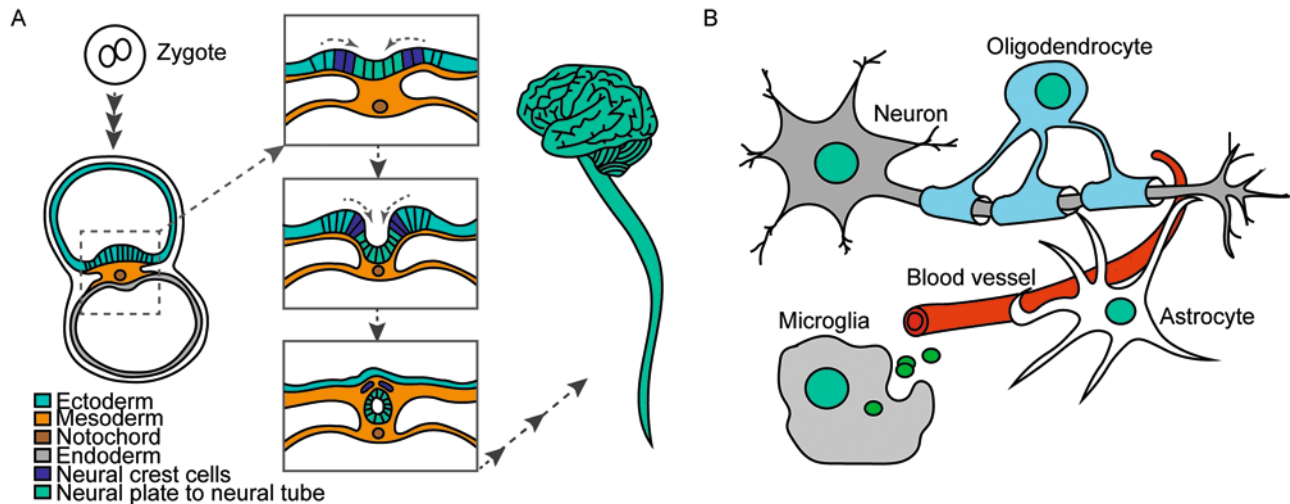 A
Zygote
Ectoderm
Mesoderm
Notochord
Endoderm
Neural crest cells
Neural plate to neural tube
B
Oligodendrocyte
Neuron
Blood vessel
Microglia
Astrocyte